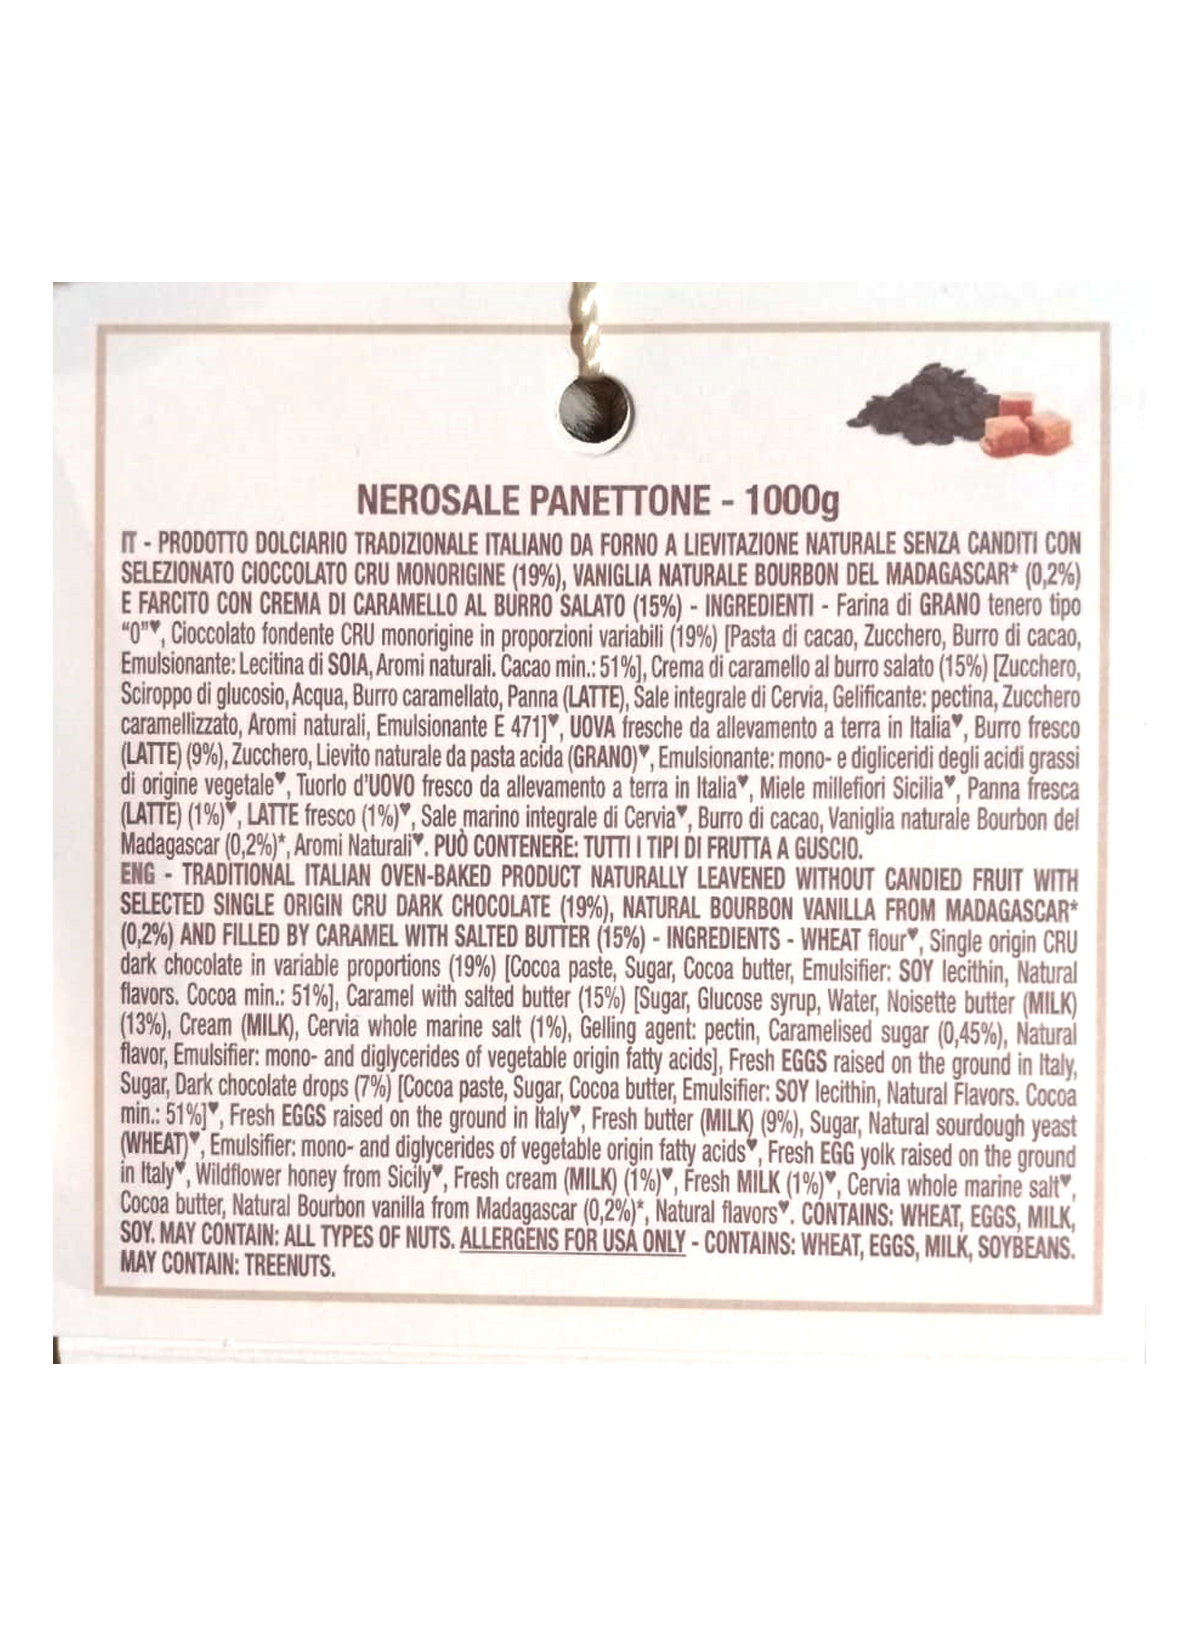 NEROSALE PANETTONE - 1000g
IT - PRODOTTO DOLCIARIO TRADIZIONALE ITALIANO DA FORNO A LIEVITAZIONE NATURALE SENZA CANDITI CON
SELEZIONATO CIOCCOLATO CRU MONORIGINE (19%), VANIGLIA NATURALE BOURBON DEL MADAGASCAR* (0,2%)
E FARCITO CON CREMA DI CARAMELLO AL BURRO SALATO (15%) - INGREDIENTI - Farina di GRANO tenero tipo
“0”♥, Cioccolato fondente CRU monorigine in proporzioni variabili (19%) [Pasta di cacao, Zucchero, Burro di cacao,
Emulsionante: Lecitina di SOIA, Aromi naturali. Cacao min.: 51%], Crema di caramello al burro salato (15%) [Zucchero,
Sciroppo di glucosio, Acqua, Burro caramellato, Panna (LATTE), Sale integrale di Cervia, Gelificante: pectina, Zucchero
caramellizzato, Aromi naturali, Emulsionante E 471]♥, UOVA fresche da allevamento a terra in Italia♥, Burro fresco
(LATTE) (9%), Zucchero, Lievito naturale da pasta acida (GRANO)♥, Emulsionante: mono- e digliceridi degli acidi grassi
di origine vegetale♥, Tuorlo d’UOVO fresco da allevamento a terra in Italia♥, Miele millefiori Sicilia♥, Panna fresca
(LATTE) (1%)♥, LATTE fresco (1%)♥, Sale marino integrale di Cervia♥, Burro di cacao, Vaniglia naturale Bourbon del
Madagascar (0,2%)*, Aromi Naturali♥. PUÒ CONTENERE: TUTTI I TIPI DI FRUTTA A GUSCIO.
ENG - TRADITIONAL ITALIAN OVEN-BAKED PRODUCT NATURALLY LEAVENED WITHOUT CANDIED FRUIT WITH
SELECTED SINGLE ORIGIN CRU DARK CHOCOLATE (19%), NATURAL BOURBON VANILLA FROM MADAGASCAR*
(0,2%) AND FILLED BY CARAMEL WITH SALTED BUTTER (15%) - INGREDIENTS - WHEAT flour♥, Single origin CRU
dark chocolate in variable proportions (19%) [Cocoa paste, Sugar, Cocoa butter, Emulsifier: SOY lecithin, Natural
flavors. Cocoa min.: 51%], Caramel with salted butter (15%) [Sugar, Glucose syrup, Water, Noisette butter (MILK)
(13%), Cream (MILK), Cervia whole marine salt (1%), Gelling agent: pectin, Caramelised sugar (0,45%), Natural
flavor, Emulsifier: mono- and diglycerides of vegetable origin fatty acids], Fresh EGGS raised on the ground in Italy,
Sugar, Dark chocolate drops (7%) [Cocoa paste, Sugar, Cocoa butter, Emulsifier: SOY lecithin, Natural Flavors. Cocoa
min.: 51%]♥, Fresh EGGS raised on the ground in Italy♥, Fresh butter (MILK) (9%), Sugar, Natural sourdough yeast
(WHEAT)♥, Emulsifier: mono- and diglycerides of vegetable origin fatty acids♥, Fresh EGG yolk raised on the ground
in Italy♥, Wildflower honey from Sicily♥, Fresh cream (MILK) (1%)♥, Fresh MILK (1%)♥, Cervia whole marine salt♥,
Cocoa butter, Natural Bourbon vanilla from Madagascar (0,2%)*, Natural flavors♥. CONTAINS: WHEAT, EGGS, MILK,
SOY. MAY CONTAIN: ALL TYPES OF NUTS. ALLERGENS FOR USA ONLY - CONTAINS: WHEAT, EGGS, MILK, SOYBEANS.
MAY CONTAIN: TREENUTS.